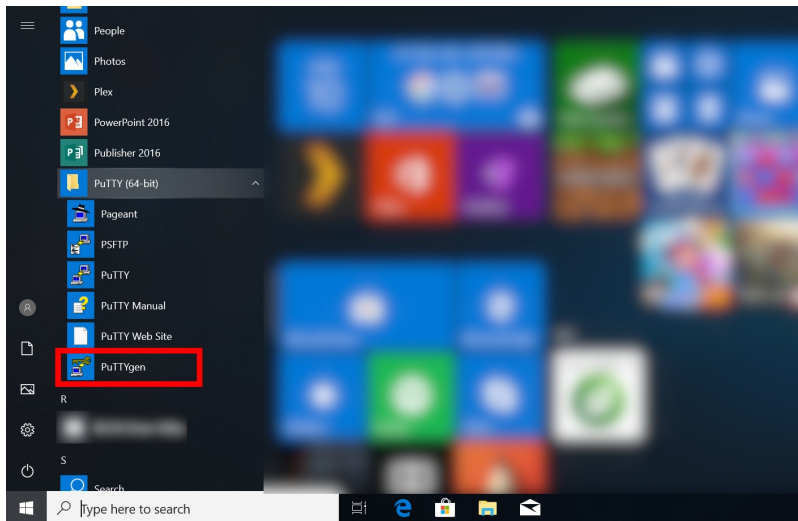 People
Photos
Plex
PowerPoint 2016
Publisher 2016
PuTTY (64-bit)
Pageant
PSFTP
PuTTY
PuTTY Manual
PuTTY Web Site
PuTTYgen
R
S
Search
Type here to search